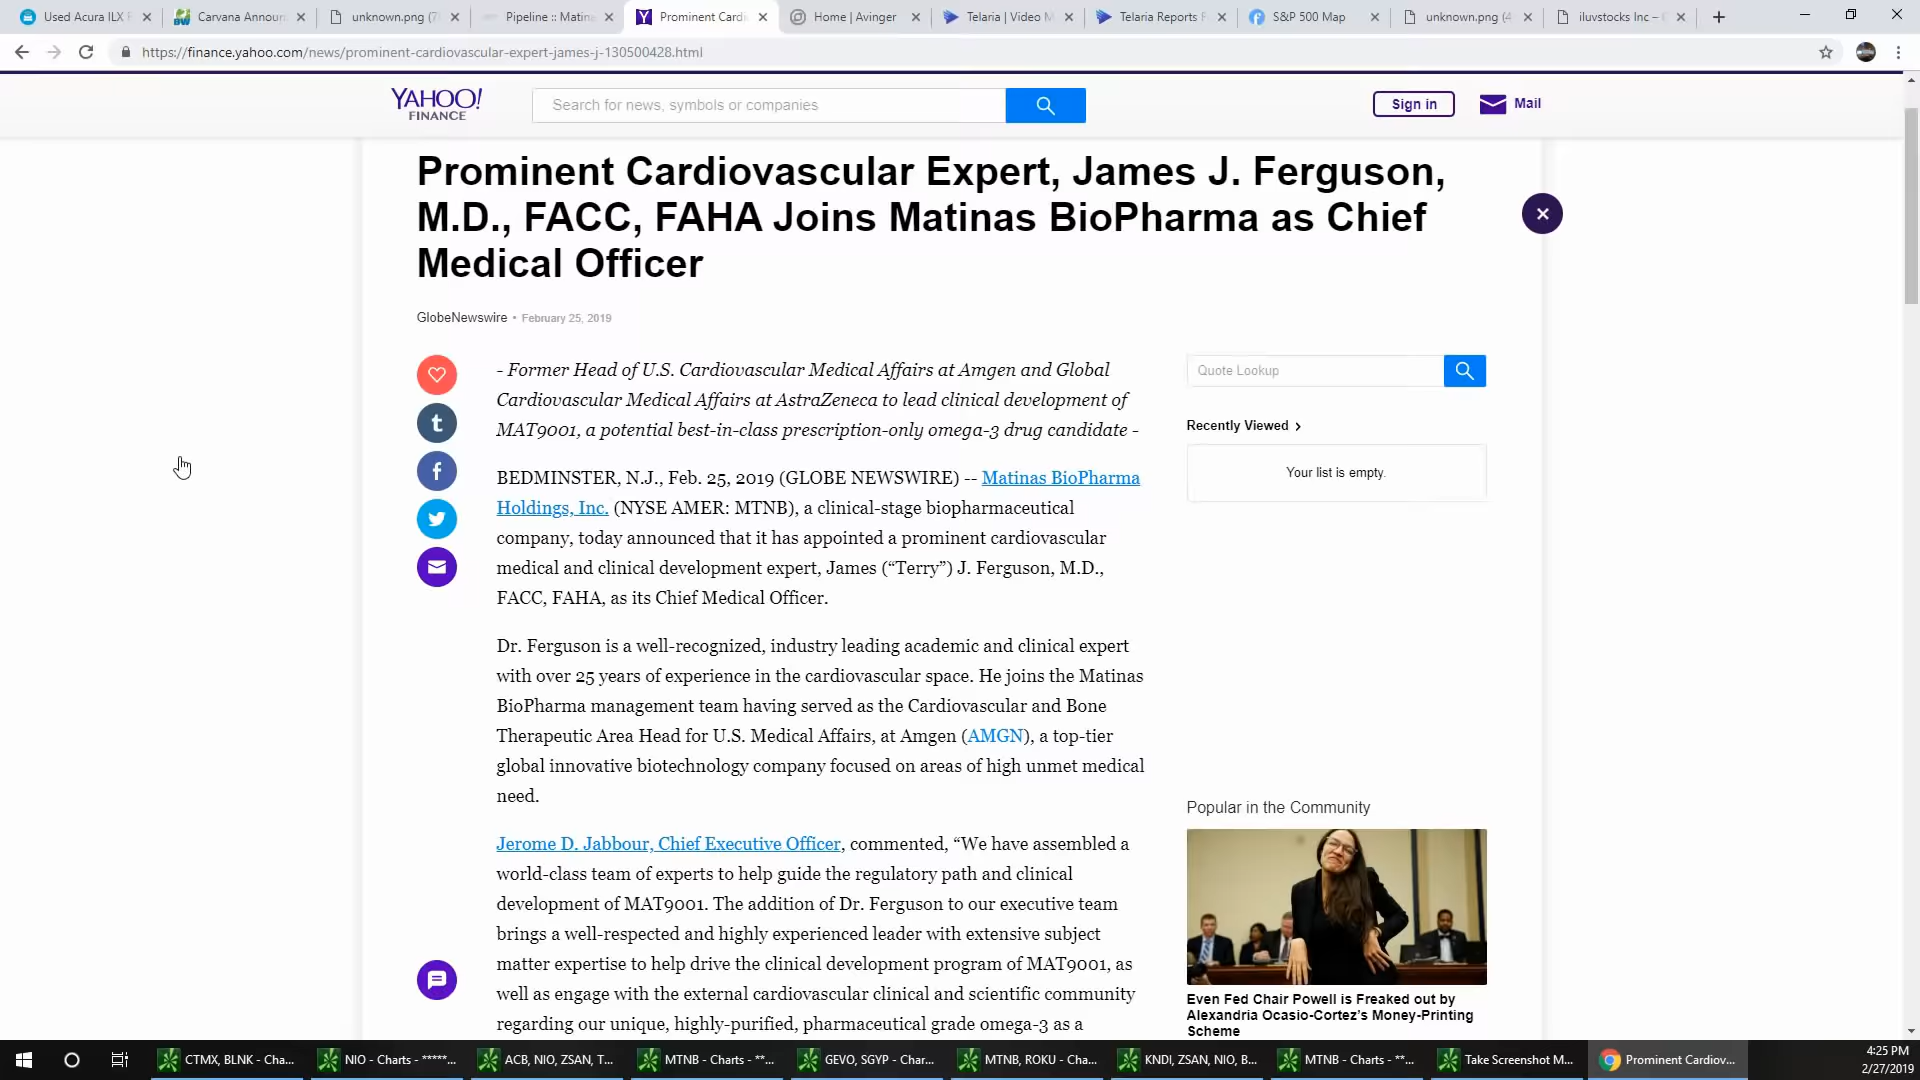 Used Acura ILX F
Carvana Announ
unknown.png (7
Pipeline :: Matina
Prominent Cardi
Home | Avinger
Telaria | Video M
Telaria Reports F
S&P 500 Map
unknown.png (4
iluvstocks Inc –
https://finance.yahoo.com/news/prominent-cardiovascular-expert-james-j-130500428.html
YAHOO!
FINANCE
Search for news, symbols or companies
Sign in
Mail
Prominent Cardiovascular Expert, James J. Ferguson,
M.D., FACC, FAHA Joins Matinas BioPharma as Chief
Medical Officer
GlobeNewswire • February 25, 2019
- Former Head of U.S. Cardiovascular Medical Affairs at Amgen and Global
Cardiovascular Medical Affairs at AstraZeneca to lead clinical development of
MAT9001, a potential best-in-class prescription-only omega-3 drug candidate -
BEDMINSTER, N.J., Feb. 25, 2019 (GLOBE NEWSWIRE) -- Matinas BioPharma
Holdings, Inc. (NYSE AMER: MTNB), a clinical-stage biopharmaceutical
company, today announced that it has appointed a prominent cardiovascular
medical and clinical development expert, James (“Terry”) J. Ferguson, M.D.,
FACC, FAHA, as its Chief Medical Officer.
Dr. Ferguson is a well-recognized, industry leading academic and clinical expert
with over 25 years of experience in the cardiovascular space. He joins the Matinas
BioPharma management team having served as the Cardiovascular and Bone
Therapeutic Area Head for U.S. Medical Affairs, at Amgen (AMGN), a top-tier
global innovative biotechnology company focused on areas of high unmet medical
need.
Jerome D. Jabbour, Chief Executive Officer, commented, “We have assembled a
world-class team of experts to help guide the regulatory path and clinical
development of MAT9001. The addition of Dr. Ferguson to our executive team
brings a well-respected and highly experienced leader with extensive subject
matter expertise to help drive the clinical development program of MAT9001, as
well as engage with the external cardiovascular clinical and scientific community
regarding our unique, highly-purified, pharmaceutical grade omega-3 as a
Quote Lookup
Recently Viewed
Your list is empty.
Popular in the Community
Even Fed Chair Powell is Freaked out by
Alexandria Ocasio-Cortez’s Money-Printing
Scheme
CTMX, BLNK - Cha...
NIO - Charts - *****...
ACB, NIO, ZSAN, T...
MTNB - Charts - **...
GEVO, SGYP - Char...
MTNB, ROKU - Cha...
KNDI, ZSAN, NIO, B...
MTNB - Charts - **...
Take Screenshot M...
Prominent Cardiov...
4:25 PM
2/27/2019